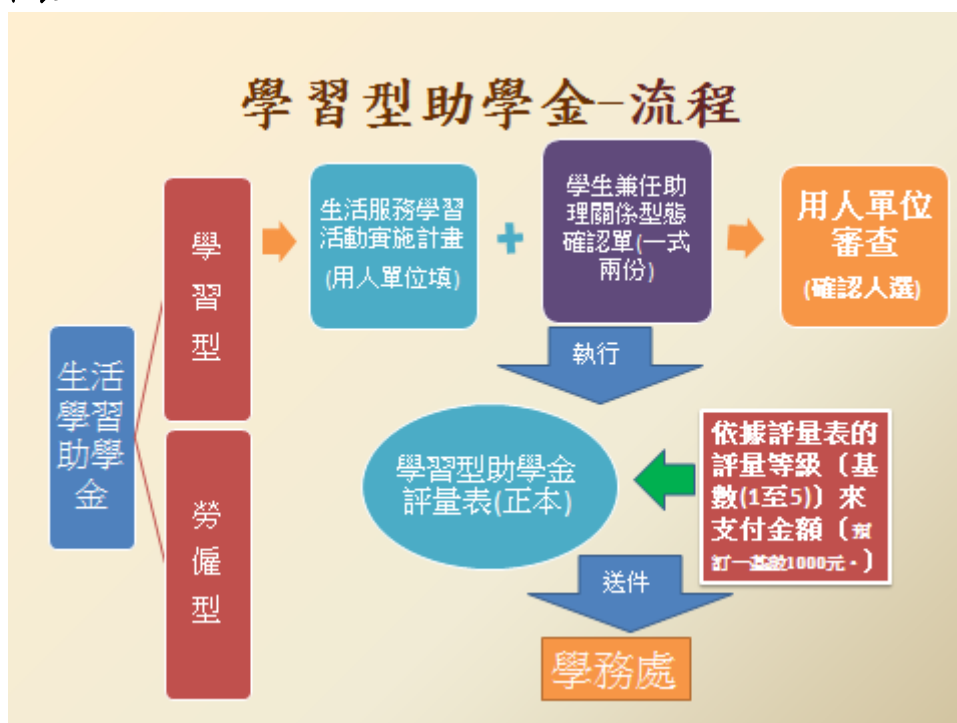 學習型助學金-流程
生活
學習
助學
金
學
習
型
勞
僱
型
生活服務學習
活動實施計畫
(用人單位填)
+
學生兼任助
理關係型態
確認單(一式
兩份)
用人單位
審查
(確認人選)
執行
學習型助學金
評量表(正本)
依據評量表的
評量等級〔基
數(1至5)〕來
支付金額〔預
訂一基數1000元。〕
送件
學務處